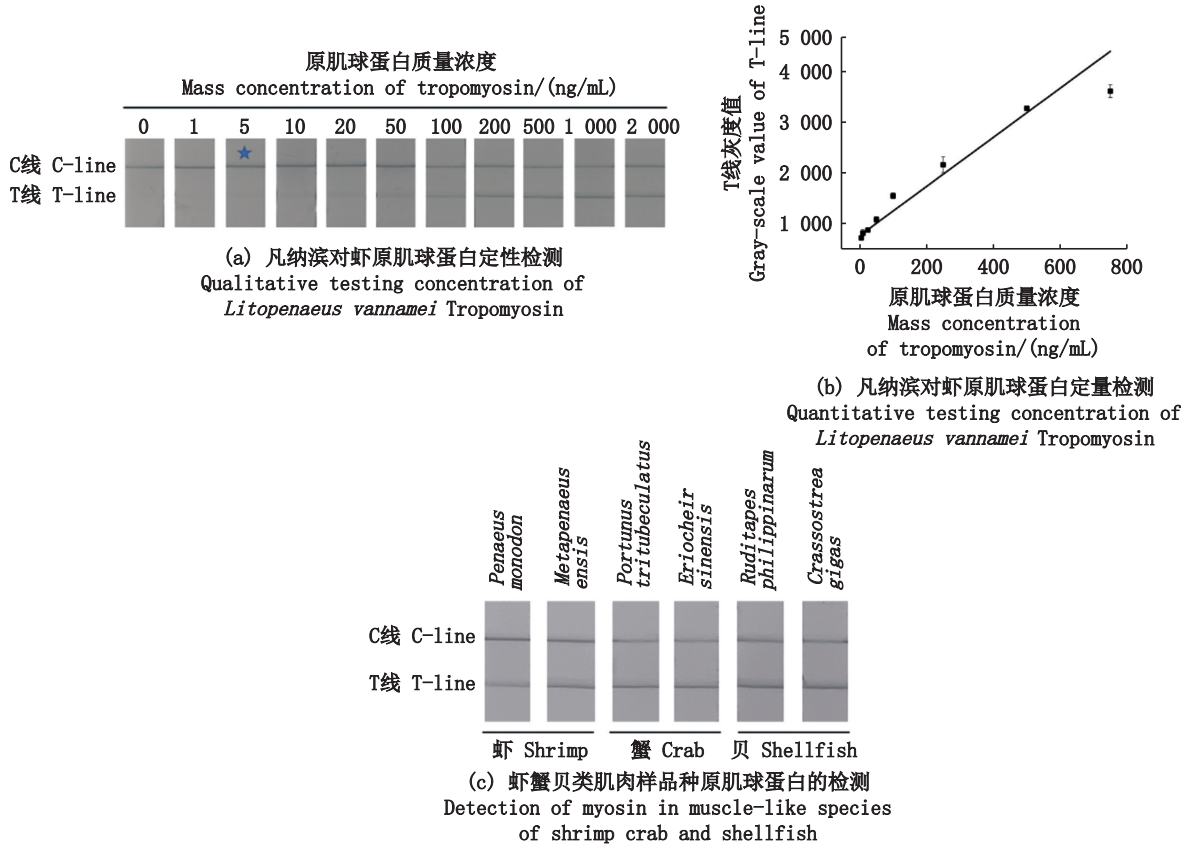 原肌球蛋白质量浓度
Mass concentration of tropomyosin/(ng/mL)
0 1 5 10 20 50 100 200 500 1 000 2 000
C线 C-line
T线 T-line
(a) 凡纳滨对虾原肌球蛋白定性检测
Qualitative testing concentration of
Litopenaeus vannamei Tropomyosin
T线灰度值
Gray-scale value of T-line
5 000
4 000
3 000
2 000
1 000
0 200 400 600 800
原肌球蛋白质量浓度
Mass concentration
of tropomyosin/(ng/mL)
(b) 凡纳滨对虾原肌球蛋白定量检测
Quantitative testing concentration of
Litopenaeus vannamei Tropomyosin
Penaeus
monodon
Metapenaeus
ensis
Portunus
tritubeculatus
Eriocheir
sinensis
Ruditapes
philippinarum
Crassostrea
gigas
C线 C-line
T线 T-line
虾 Shrimp 蟹 Crab 贝 Shellfish
(c) 虾蟹贝类肌肉样品种原肌球蛋白的检测
Detection of myosin in muscle-like species
of shrimp crab and shellfish